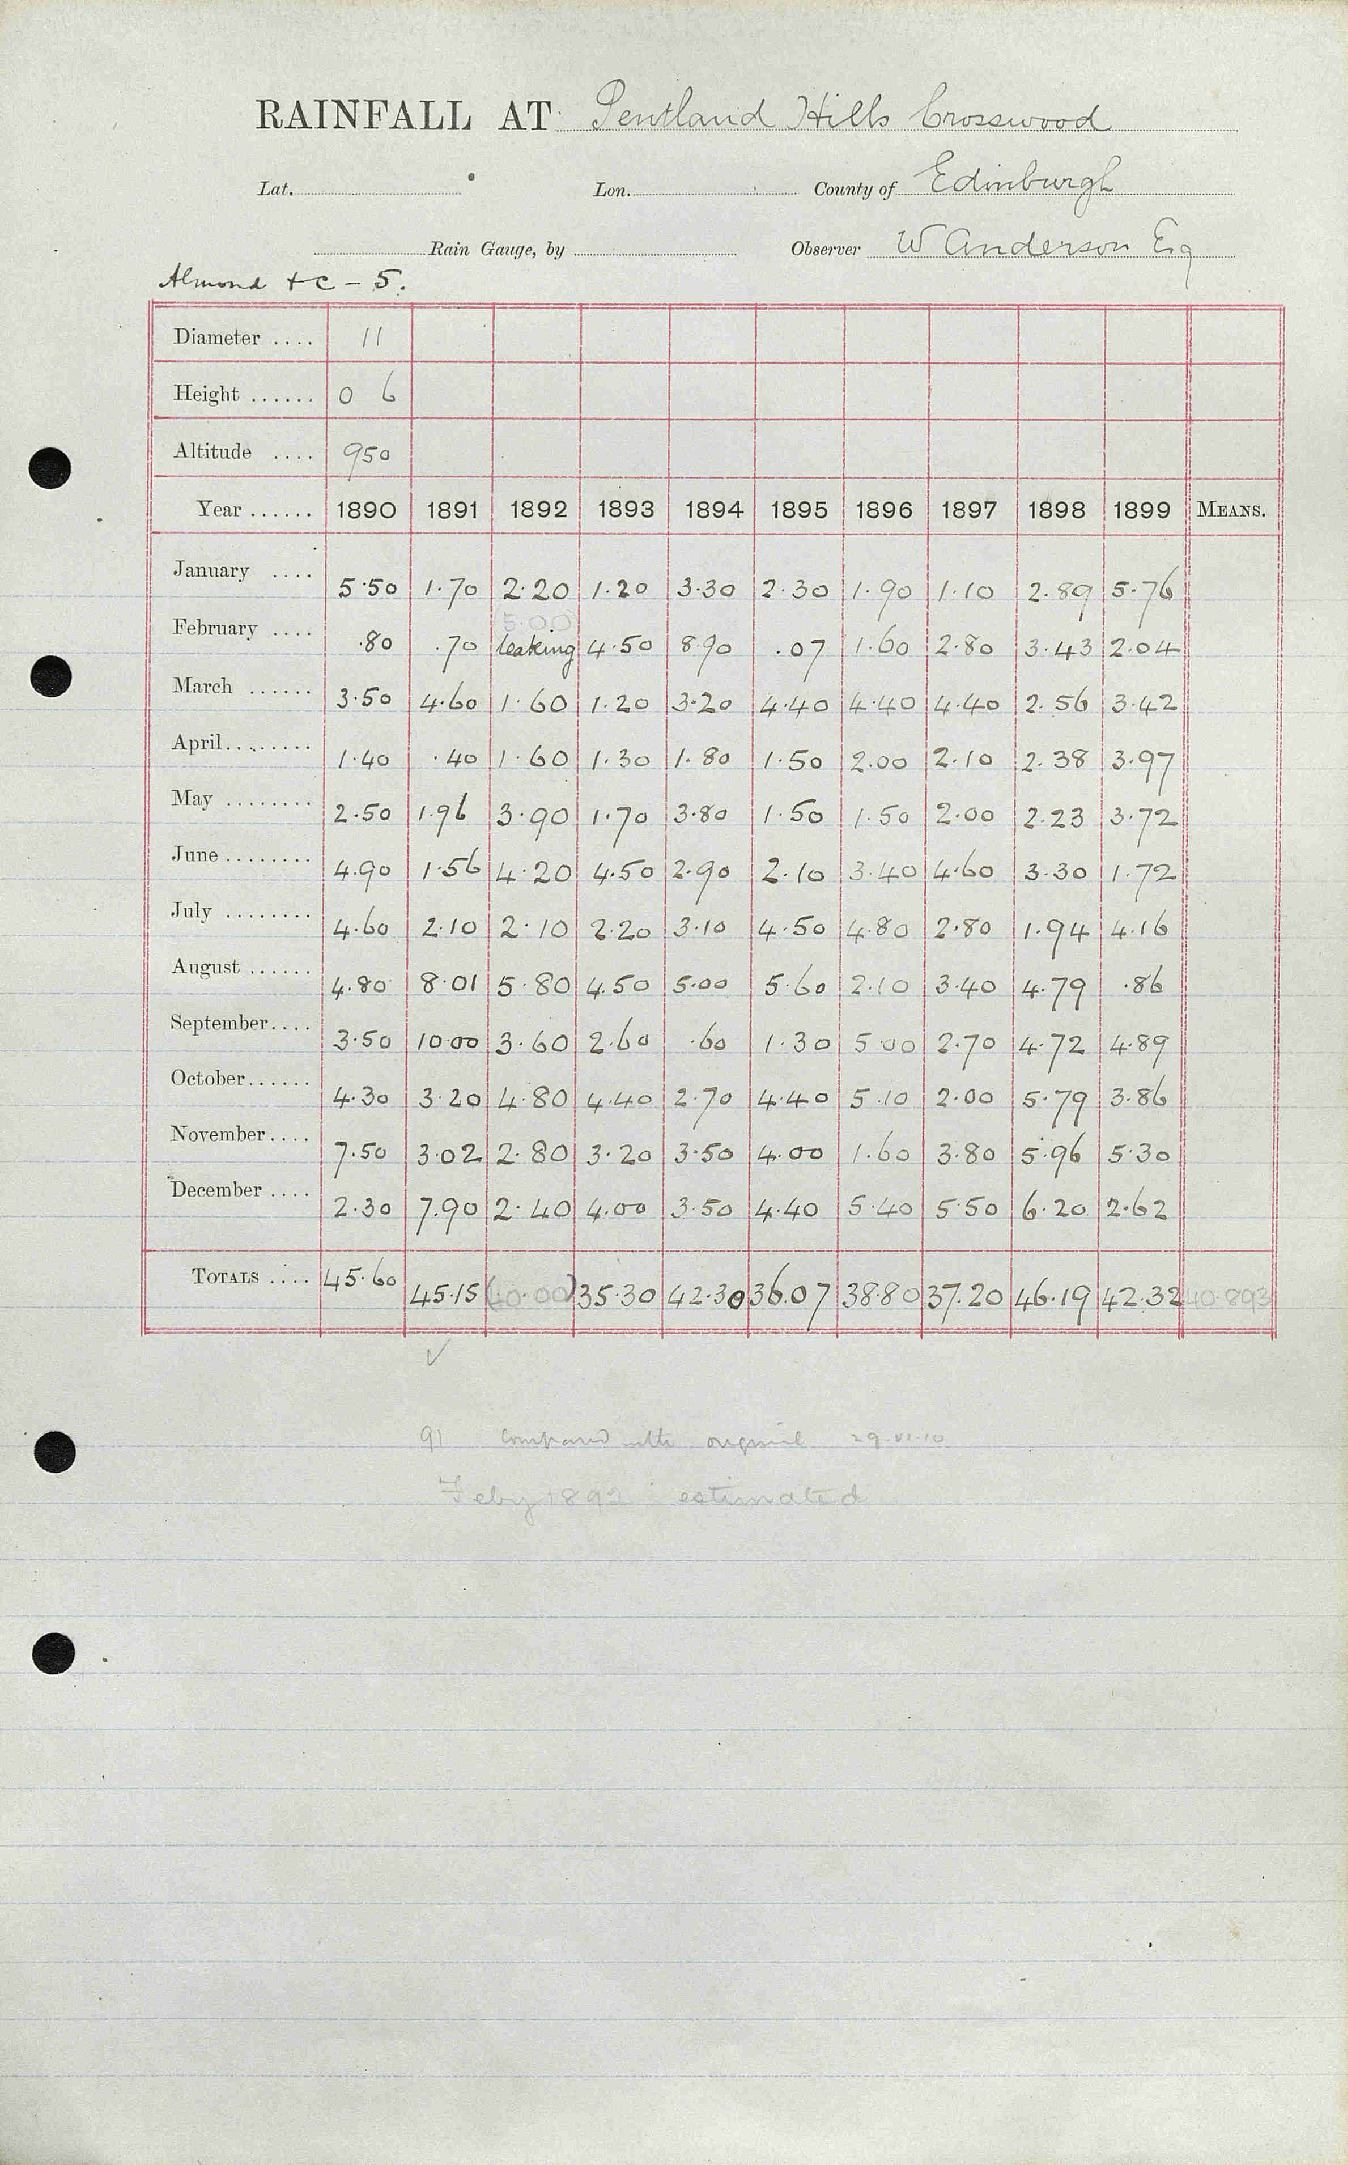 RAINFALL AT Pentland Hills Crosswood
Lat. Lon. County of Edinburgh
Rain Gauge, by Observer W Anderson Esq
Almond &c - 5.
Diameter .... 11
Height ...... 0 6
Altitude .... 950
Year ...... 1890 1891 1892 1893 1894 1895 1896 1897 1898 1899 MEANS.
January .... 5.50 1.70 2.20 1.20 3.30 2.30 1.90 1.10 2.89 5.76
5.00
February .... .80 .70 leaking 4.50 8.90 .07 1.60 2.80 3.43 2.04
March ...... 3.50 4.60 1.60 1.20 3.20 4.40 4.40 4.40 2.56 3.42
April ........ 1.40 .40 1.60 1.30 1.80 1.50 2.00 2.10 2.38 3.97
May ........ 2.50 1.96 3.90 1.70 3.80 1.50 1.50 2.00 2.23 3.72
June ........ 4.90 1.56 4.20 4.50 2.90 2.10 3.40 4.60 3.30 1.72
July ........ 4.60 2.10 2.10 2.20 3.10 4.50 4.80 2.80 1.94 4.16
August ...... 4.80 8.01 5.80 4.50 5.00 5.60 2.10 3.40 4.79 .86
September .... 3.50 10.00 3.60 2.60 .60 1.30 5.00 2.70 4.72 4.89
October ...... 4.30 3.20 4.80 4.40 2.70 4.40 5.10 2.00 5.79 3.86
November .... 7.50 3.02 2.80 3.20 3.50 4.00 1.60 3.80 5.96 5.30
December .... 2.30 7.90 2.40 4.00 3.50 4.40 5.40 5.50 6.20 2.62
TOTALS .... 45.60 45.15 (40.00) 35.30 42.30 36.07 38.80 37.20 46.19 42.32 40.893
✓
91 Compared with original 29.VI.10
Feby 1892 estimated